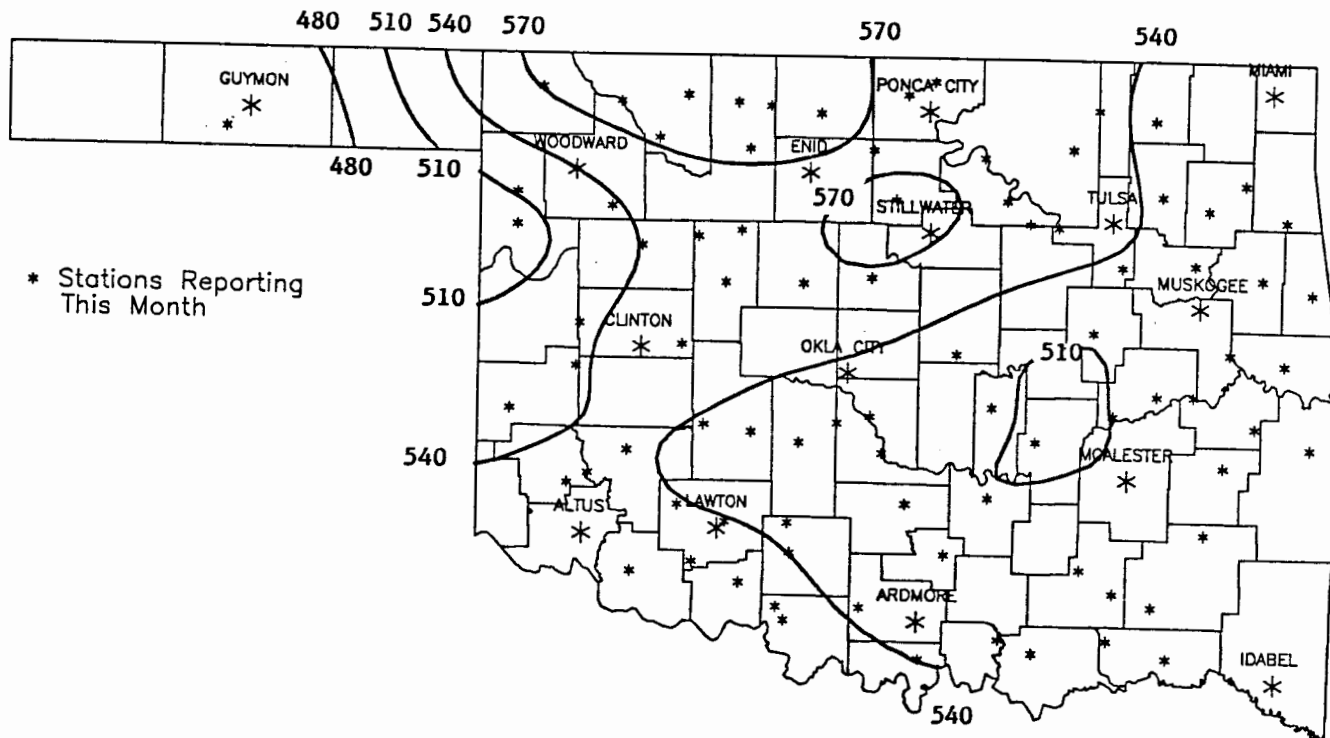 480 510 540 570 570 540
GUYMON
PONCA CITY
MIAMI
WOODWARD
ENID
480 510
570
STILLWATER
TULSA
* Stations Reporting
This Month
510
MUSKOGEE
CLINTON
OKLA CITY
510
540
MCALESTER
ALTUS
LAWTON
ARDMORE
IDABEL
540